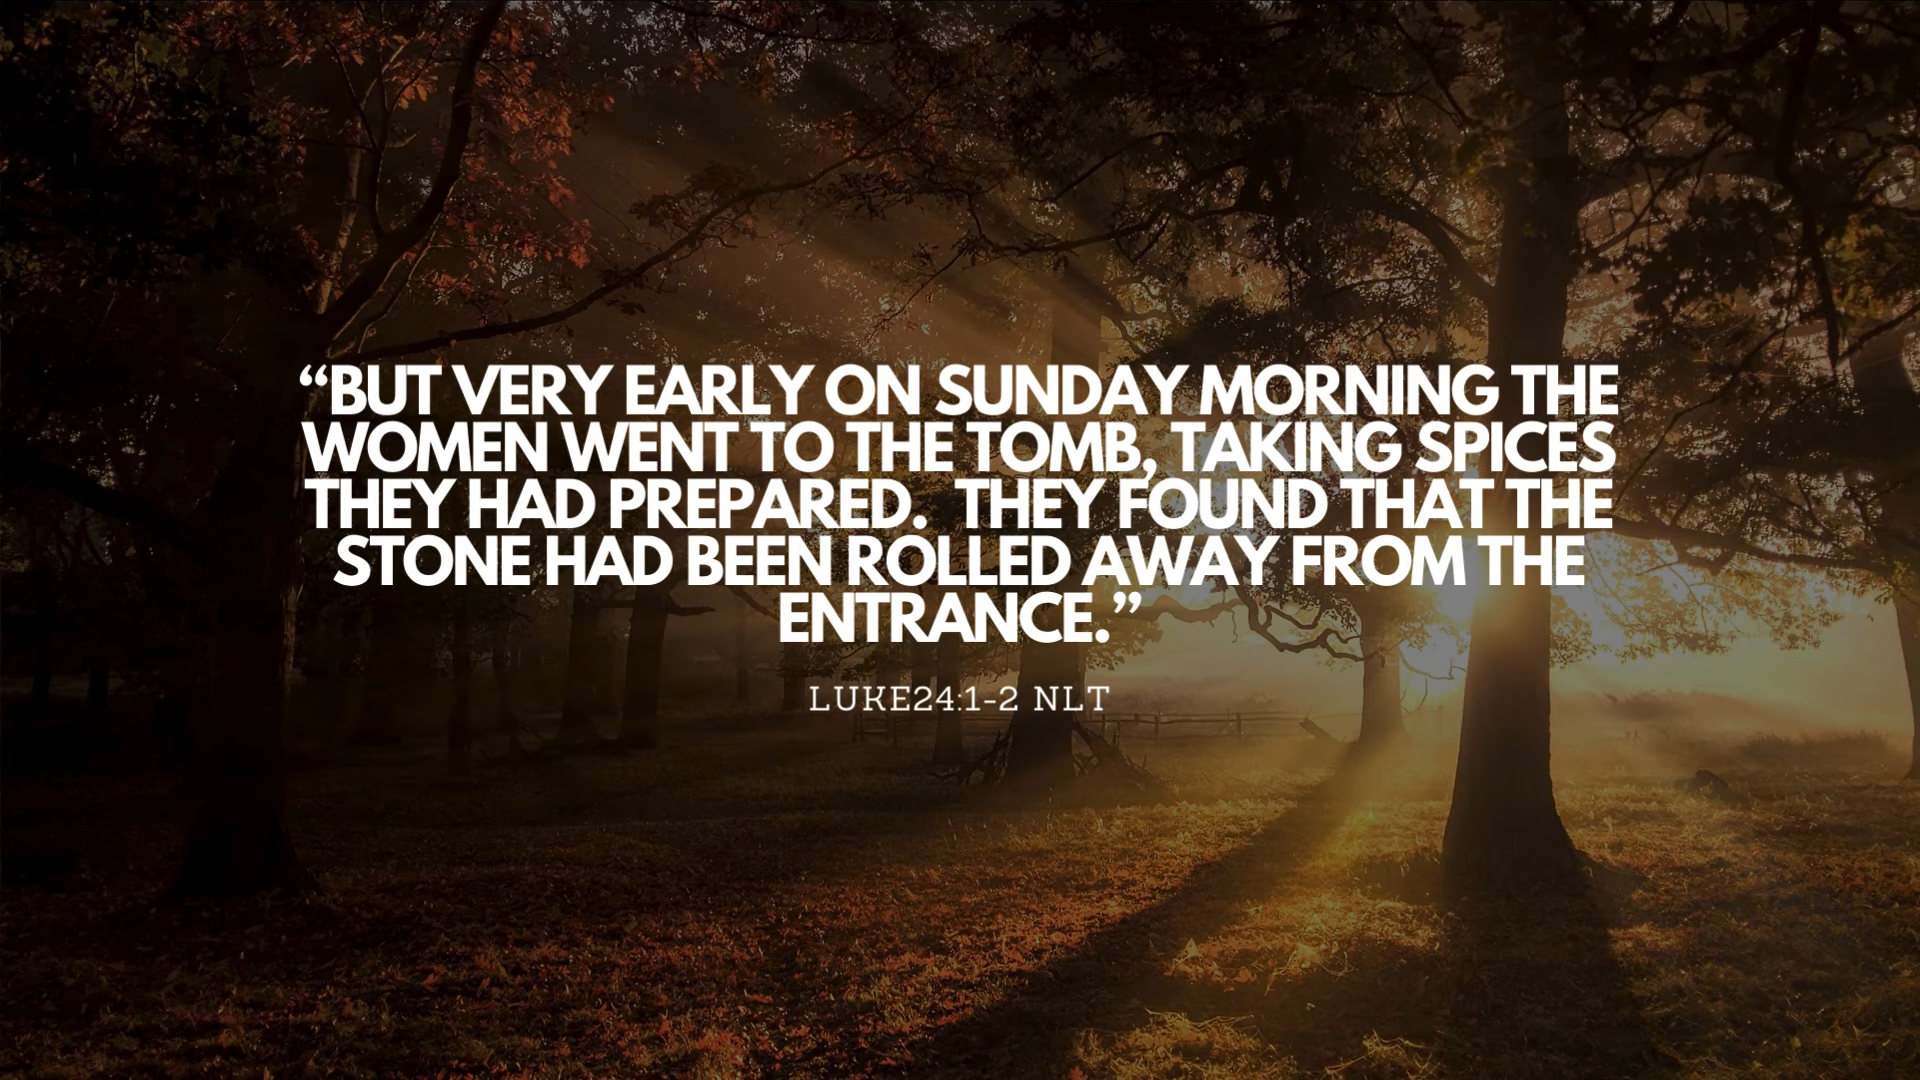 “BUT VERY EARLY ON SUNDAY MORNING THE
WOMEN WENT TO THE TOMB, TAKING SPICES
THEY HAD PREPARED.  THEY FOUND THAT THE
STONE HAD BEEN ROLLED AWAY FROM THE
ENTRANCE.”
LUKE24:1-2 NLT